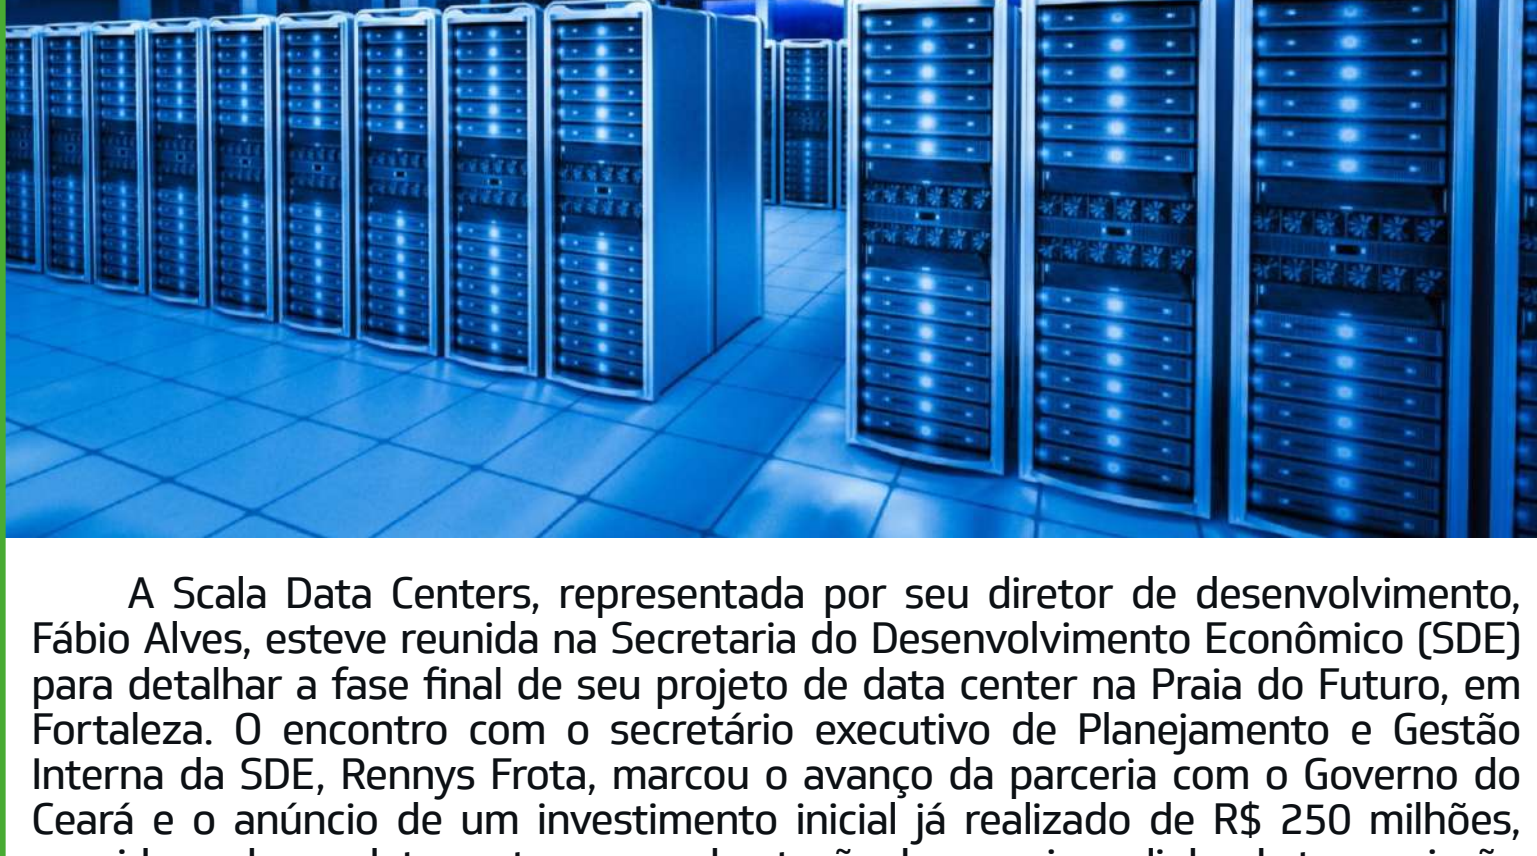 A Scala Data Centers, representada por seu diretor de desenvolvimento,
Fábio Alves, esteve reunida na Secretaria do Desenvolvimento Econômico (SDE)
para detalhar a fase final de seu projeto de data center na Praia do Futuro, em
Fortaleza. O encontro com o secretário executivo de Planejamento e Gestão
Interna da SDE, Rennys Frota, marcou o avanço da parceria com o Governo do
Ceará e o anúncio de um investimento inicial já realizado de R$ 250 milhões,